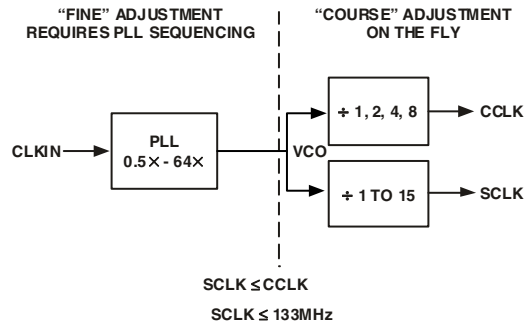 “FINE” ADJUSTMENT
REQUIRES PLL SEQUENCING
“COURSE” ADJUSTMENT
ON THE FLY
CLKIN
PLL
0.5× - 64×
VCO
÷ 1, 2, 4, 8
CCLK
÷ 1 TO 15
SCLK
SCLK ≤ CCLK
SCLK ≤ 133MHz